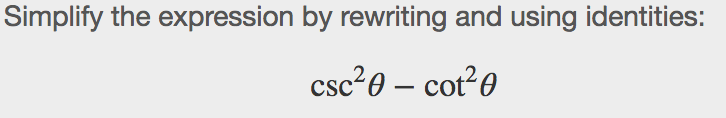 Simplify the expression by rewriting and using identities:
csc²θ − cot²θ